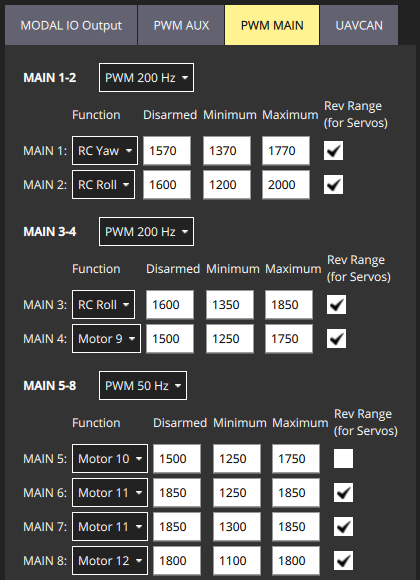 MODAL IO Output PWM AUX PWM MAIN UAVCAN
MAIN 1-2 PWM 200 Hz
Function Disarmed Minimum Maximum Rev Range (for Servos)
MAIN 1: RC Yaw 1570 1370 1770
MAIN 2: RC Roll 1600 1200 2000
MAIN 3-4 PWM 200 Hz
Function Disarmed Minimum Maximum Rev Range (for Servos)
MAIN 3: RC Roll 1600 1350 1850
MAIN 4: Motor 9 1500 1250 1750
MAIN 5-8 PWM 50 Hz
Function Disarmed Minimum Maximum Rev Range (for Servos)
MAIN 5: Motor 10 1500 1250 1750
MAIN 6: Motor 11 1850 1250 1850
MAIN 7: Motor 11 1850 1300 1850
MAIN 8: Motor 12 1800 1100 1800